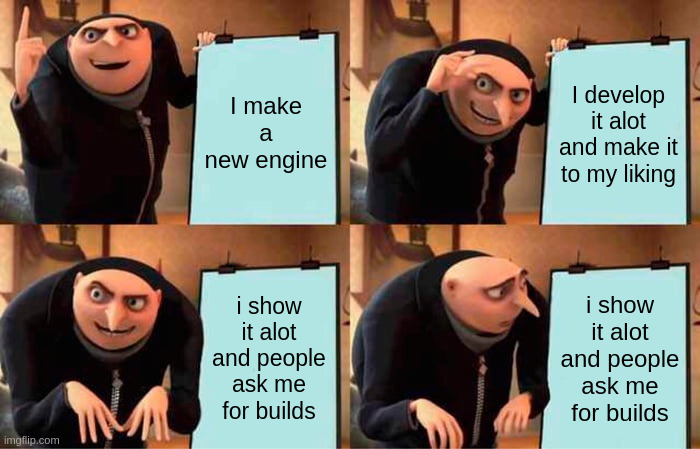 I make
a
new engine
I develop
it alot
and make it
to my liking
i show
it alot
and people
ask me
for builds
i show
it alot
and people
ask me
for builds
imgflip.com